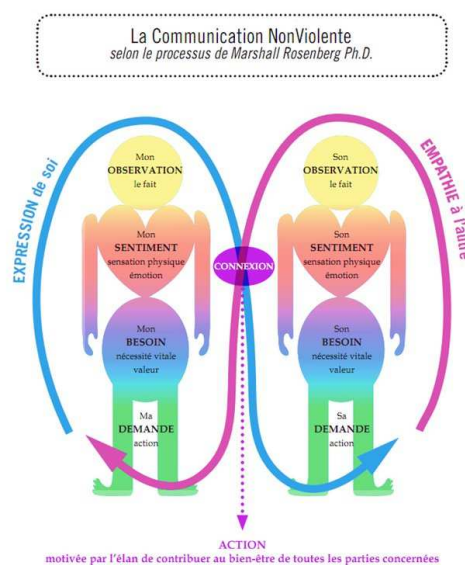 La Communication NonViolente
selon le processus de Marshall Rosenberg Ph.D.
EXPRESSION de soi
Mon
OBSERVATION
le fait
Mon
SENTIMENT
sensation physique
émotion
Mon
BESOIN
nécessité vitale
valeur
Ma
DEMANDE
action
CONNEXION
Son
OBSERVATION
le fait
Son
SENTIMENT
sensation physique
émotion
Son
BESOIN
nécessité vitale
valeur
Sa
DEMANDE
action
EMPATHIE à l'autre
ACTION
motivée par l'élan de contribuer au bien-être de toutes les parties concernées